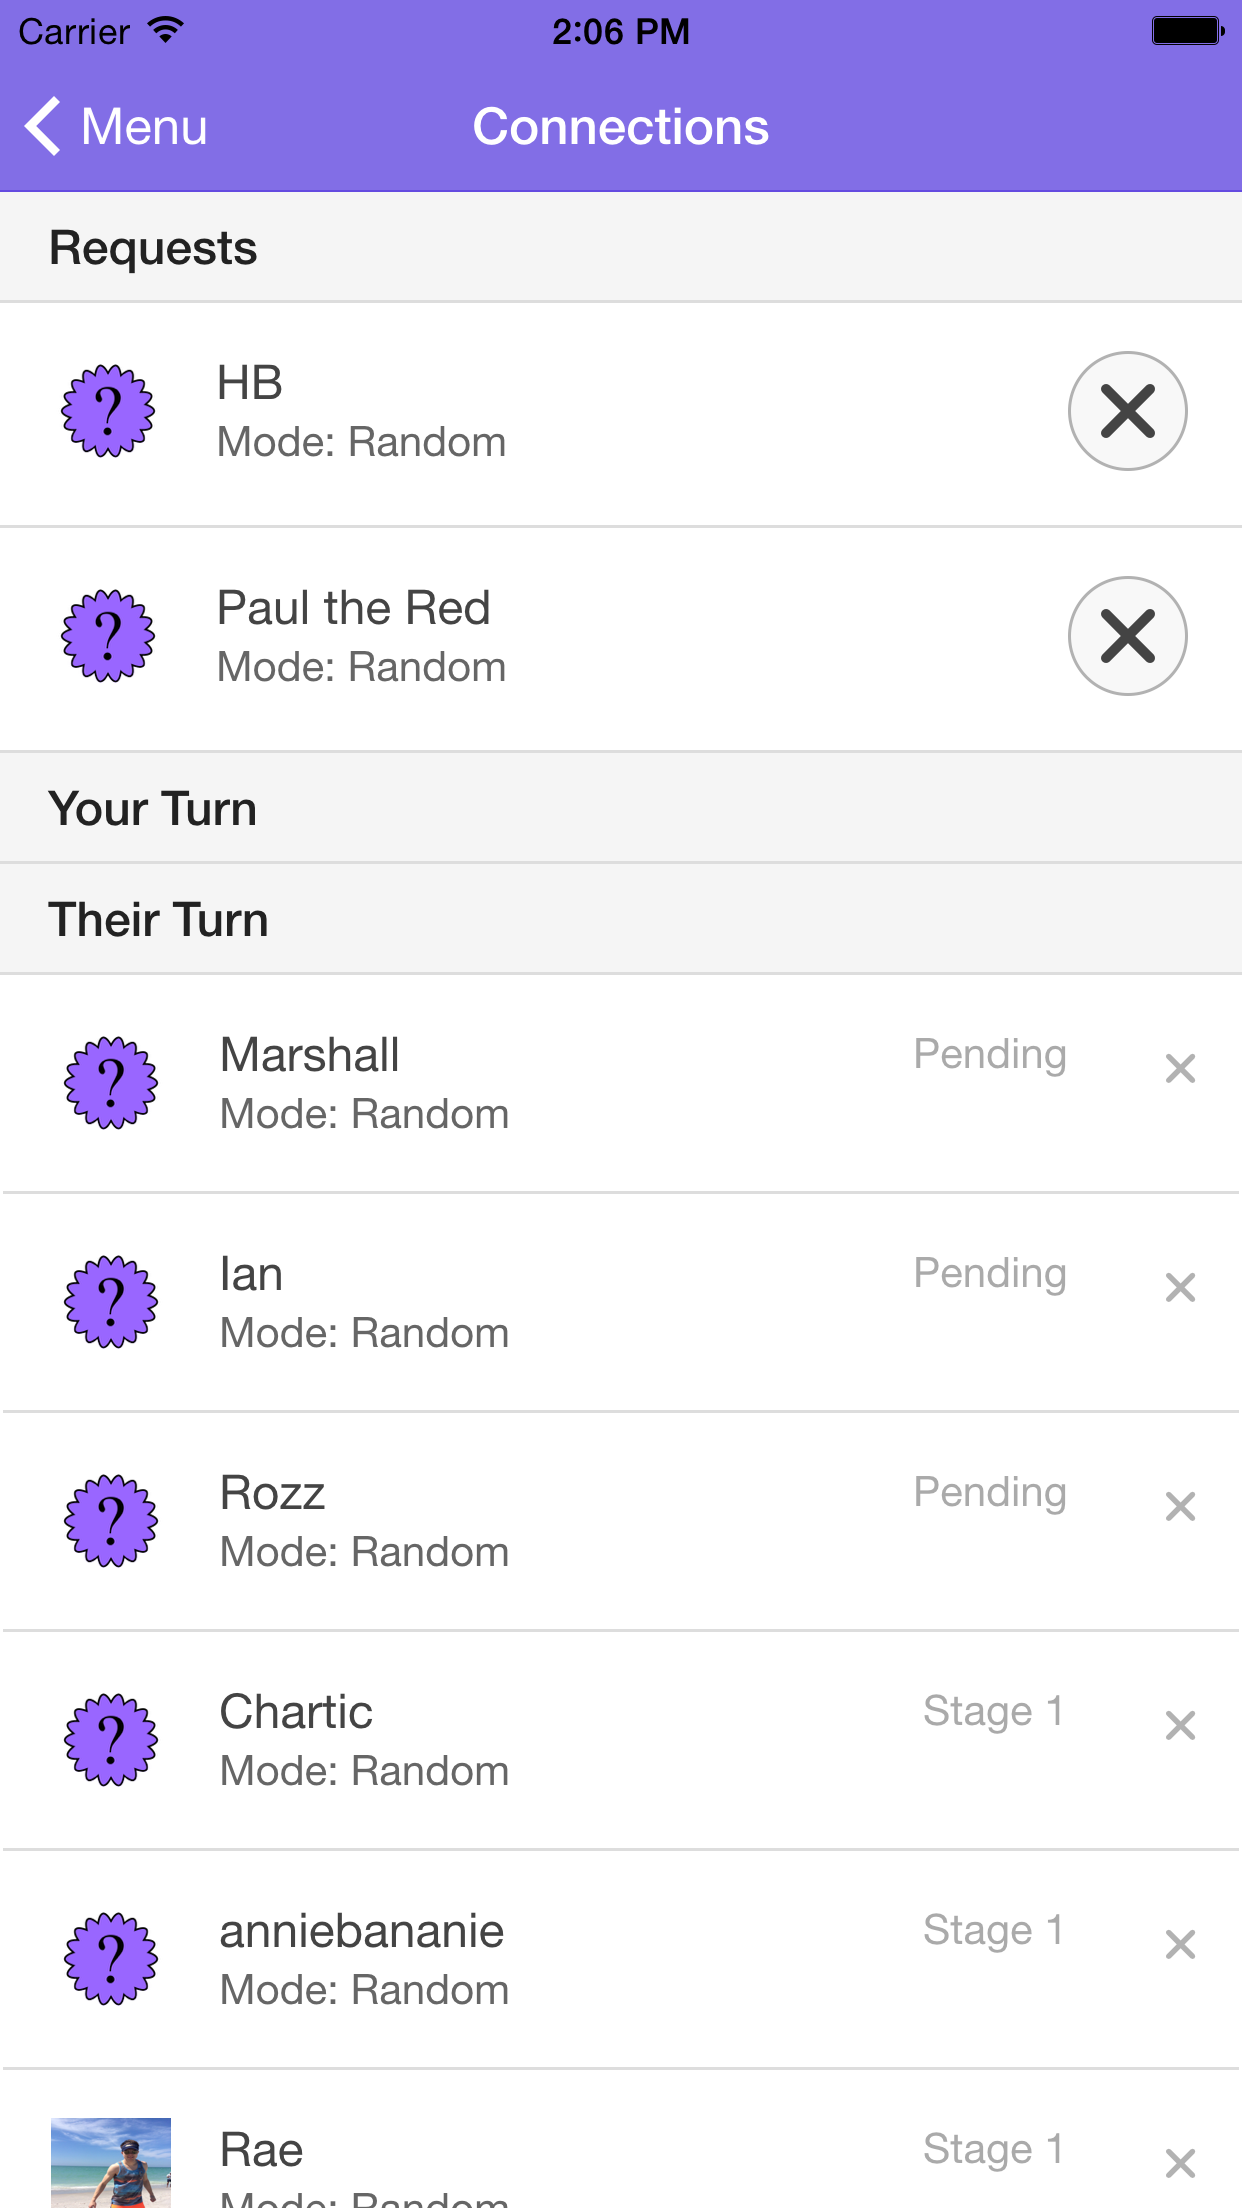 Carrier 2:06 PM
Menu Connections
Requests
? HB
Mode: Random
? Paul the Red
Mode: Random
Your Turn
Their Turn
? Marshall Pending
Mode: Random
? Ian Pending
Mode: Random
? Rozz Pending
Mode: Random
? Chartic Stage 1
Mode: Random
? anniebananie Stage 1
Mode: Random
Rae Stage 1
Mode: Random